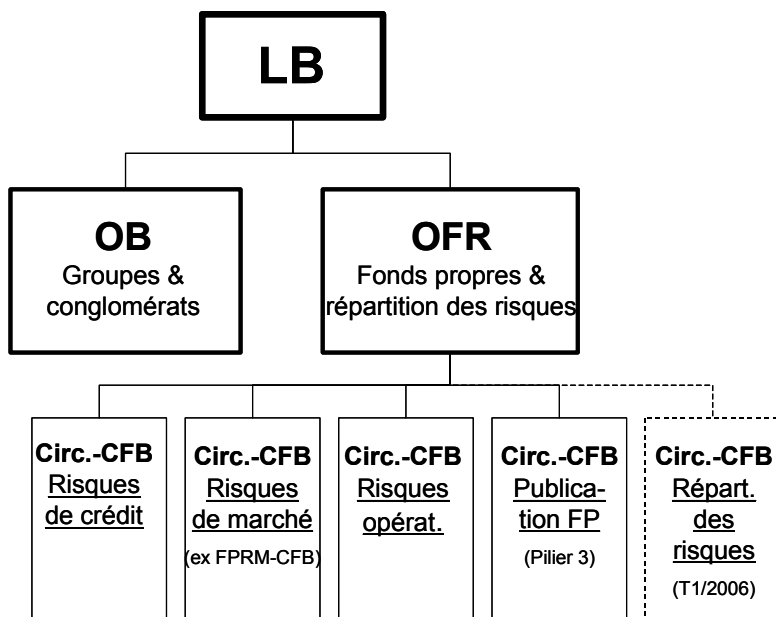 LB
OB
Groupes &
conglomérats
OFR
Fonds propres &
répartition des risques
Circ.-CFB
Risques
de crédit
Circ.-CFB
Risques
de marché
(ex FPRM-CFB)
Circ.-CFB
Risques
opérat.
Circ.-CFB
Publica-
tion FP
(Pilier 3)
Circ.-CFB
Répart.
des
risques
(T1/2006)